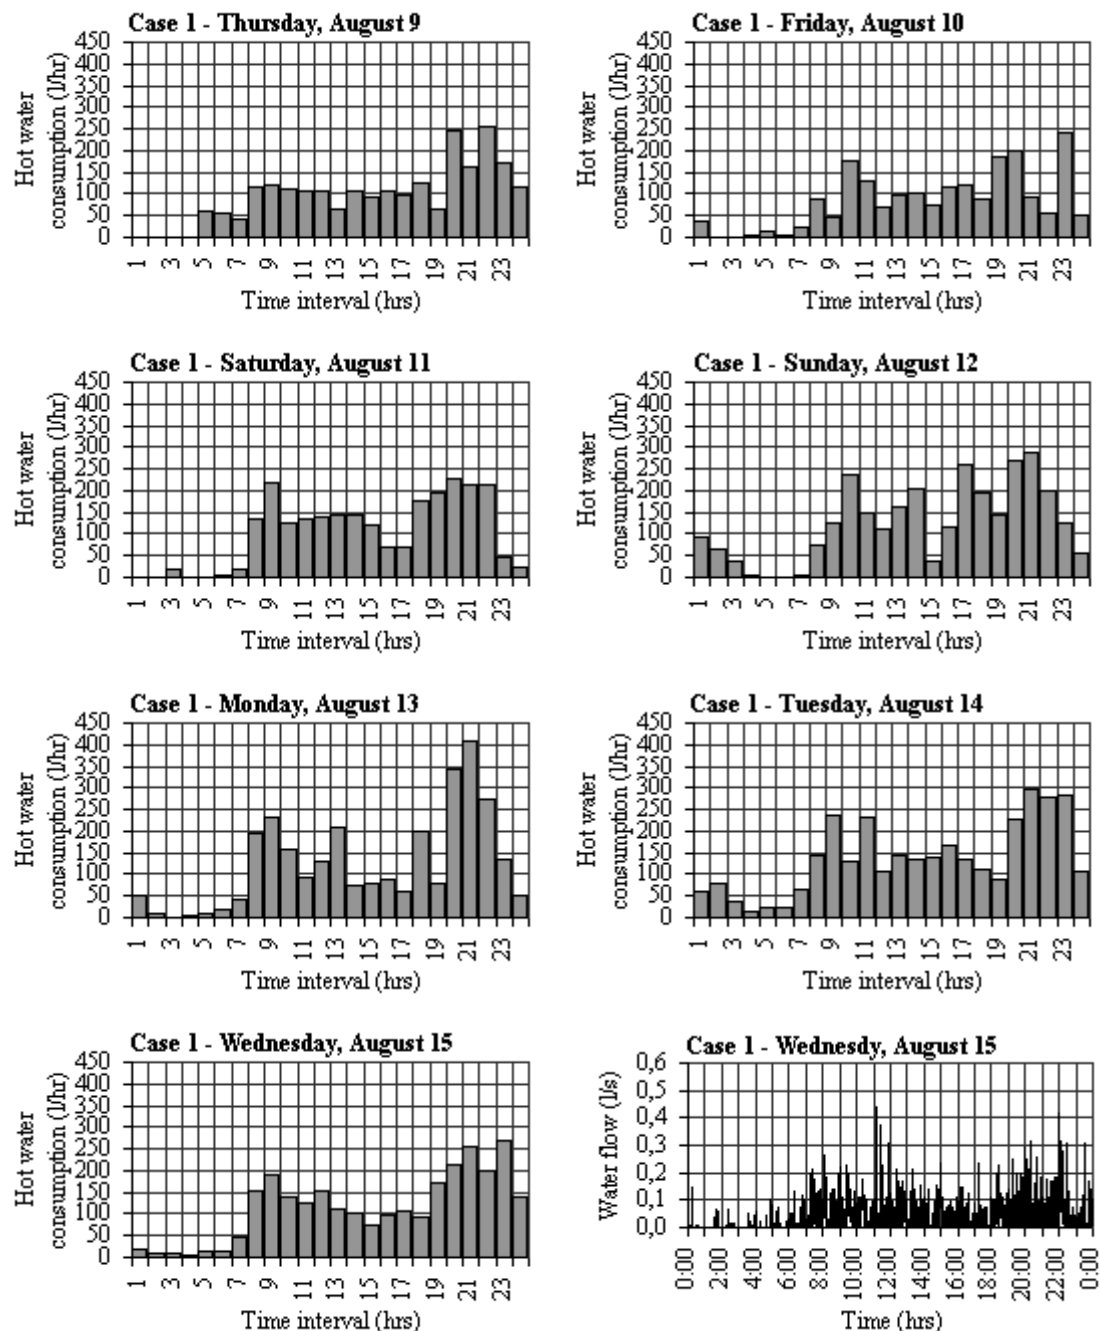 Case 1 - Thursday, August 9
450
400
350
300
250
200
150
100
50
0
Hot water
consumption (l/hr)
1 3 5 7 9 11 13 15 17 19 21 23
Time interval (hrs)
Case 1 - Friday, August 10
450
400
350
300
250
200
150
100
50
0
Hot water
consumption (l/hr)
1 3 5 7 9 11 13 15 17 19 21 23
Time interval (hrs)
Case 1 - Saturday, August 11
450
400
350
300
250
200
150
100
50
0
Hot water
consumption (l/hr)
1 3 5 7 9 11 13 15 17 19 21 23
Time interval (hrs)
Case 1 - Sunday, August 12
450
400
350
300
250
200
150
100
50
0
Hot water
consumption (l/hr)
1 3 5 7 9 11 13 15 17 19 21 23
Time interval (hrs)
Case 1 - Monday, August 13
450
400
350
300
250
200
150
100
50
0
Hot water
consumption (l/hr)
1 3 5 7 9 11 13 15 17 19 21 23
Time interval (hrs)
Case 1 - Tuesday, August 14
450
400
350
300
250
200
150
100
50
0
Hot water
consumption (l/hr)
1 3 5 7 9 11 13 15 17 19 21 23
Time interval (hrs)
Case 1 - Wednesday, August 15
450
400
350
300
250
200
150
100
50
0
Hot water
consumption (l/hr)
1 3 5 7 9 11 13 15 17 19 21 23
Time interval (hrs)
Case 1 - Wednesdy, August 15
0,6
0,5
0,4
0,3
0,2
0,1
0,0
Water flow (l/s)
0:00 2:00 4:00 6:00 8:00 10:00 12:00 14:00 16:00 18:00 20:00 22:00 0:00
Time (hrs)